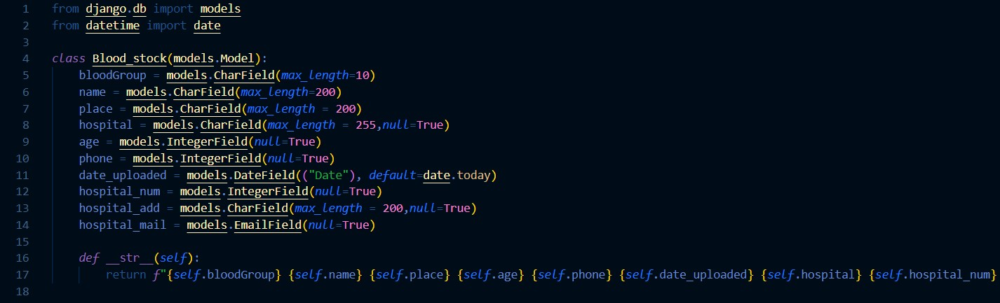 1 from django.db import models
2 from datetime import date
3
4 class Blood_stock(models.Model):
5     bloodGroup = models.CharField(max_length=10)
6     name = models.CharField(max_length=200)
7     place = models.CharField(max_length = 200)
8     hospital = models.CharField(max_length = 255,null=True)
9     age = models.IntegerField(null=True)
10     phone = models.IntegerField(null=True)
11     date_uploaded = models.DateField(("Date"), default=date.today)
12     hospital_num = models.IntegerField(null=True)
13     hospital_add = models.CharField(max_length = 200,null=True)
14     hospital_mail = models.EmailField(null=True)
15
16     def __str__(self):
17         return f"{self.bloodGroup} {self.name} {self.place} {self.age} {self.phone} {self.date_uploaded} {self.hospital} {self.hospital_num}
18